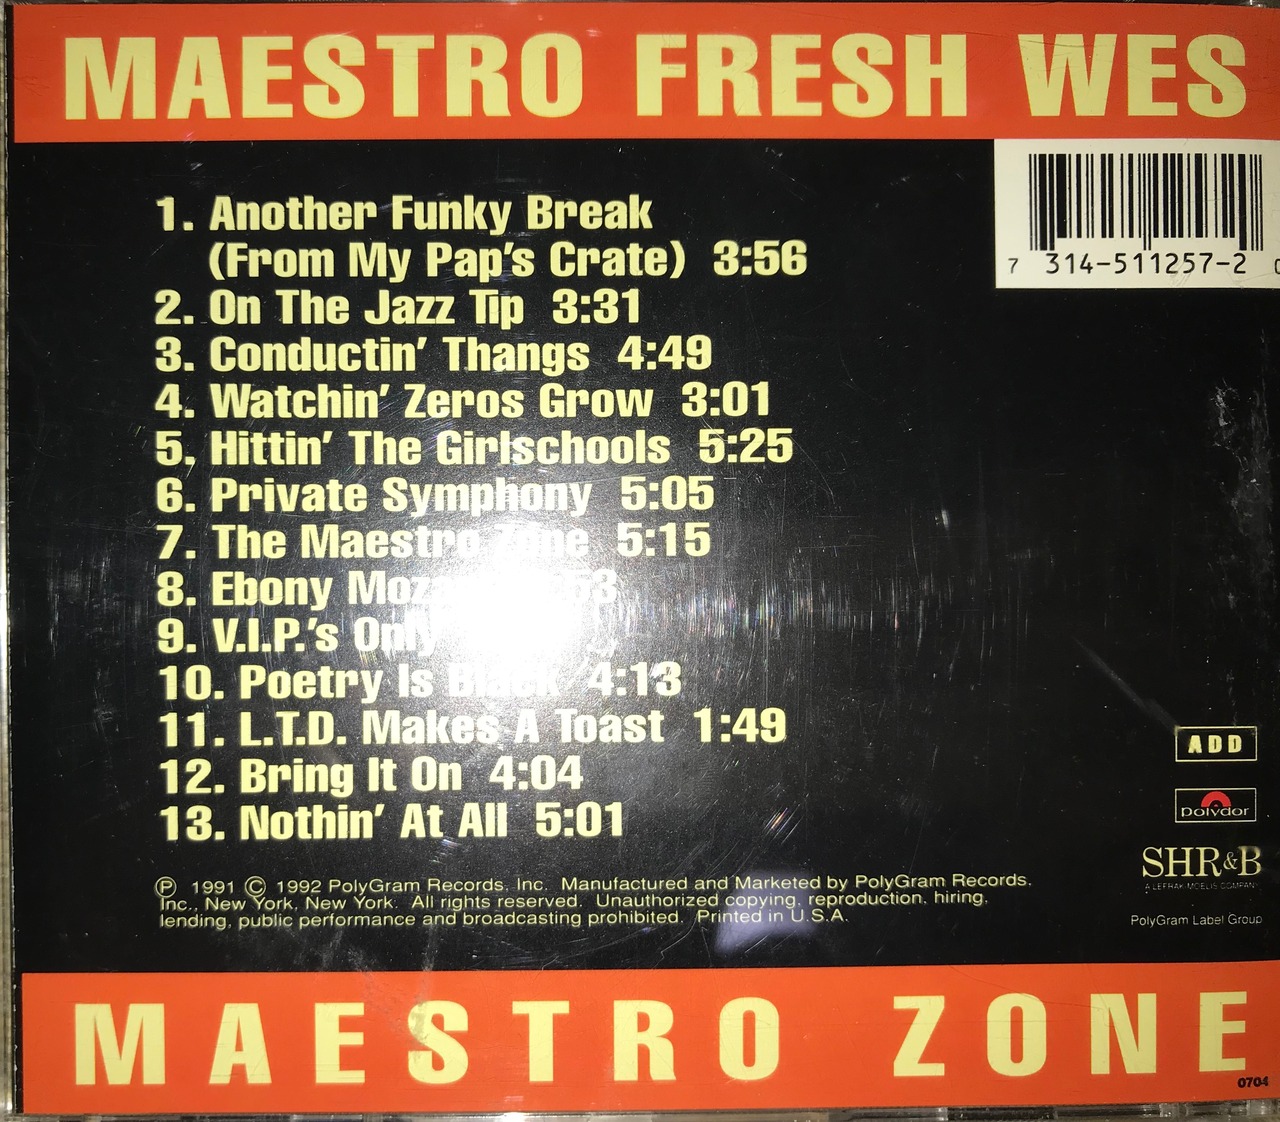 MAESTRO FRESH WES
7 314-511257-2 0
1. Another Funky Break
(From My Pap's Crate) 3:56
2. On The Jazz Tip 3:31
3. Conductin' Thangs 4:49
4. Watchin' Zeros Grow 3:01
5. Hittin' The Girlschools 5:25
6. Private Symphony 5:05
7. The Maestro Zone 5:15
8. Ebony
9. V.I.P.'s Only
10. Poetry Is Black 4:13
11. L.T.D. Makes A Toast 1:49
12. Bring It On 4:04
13. Nothin' At All 5:01
ADD
polydor
SHR&B
A LEFRAK-MOELIS COMPANY
PolyGram Label Group
Ⓟ 1991 © 1992 PolyGram Records, Inc. Manufactured and Marketed by PolyGram Records,
Inc., New York, New York. All rights reserved. Unauthorized copying, reproduction, hiring,
lending, public performance and broadcasting prohibited. Printed in U.S.A.
MAESTRO ZONE
0704